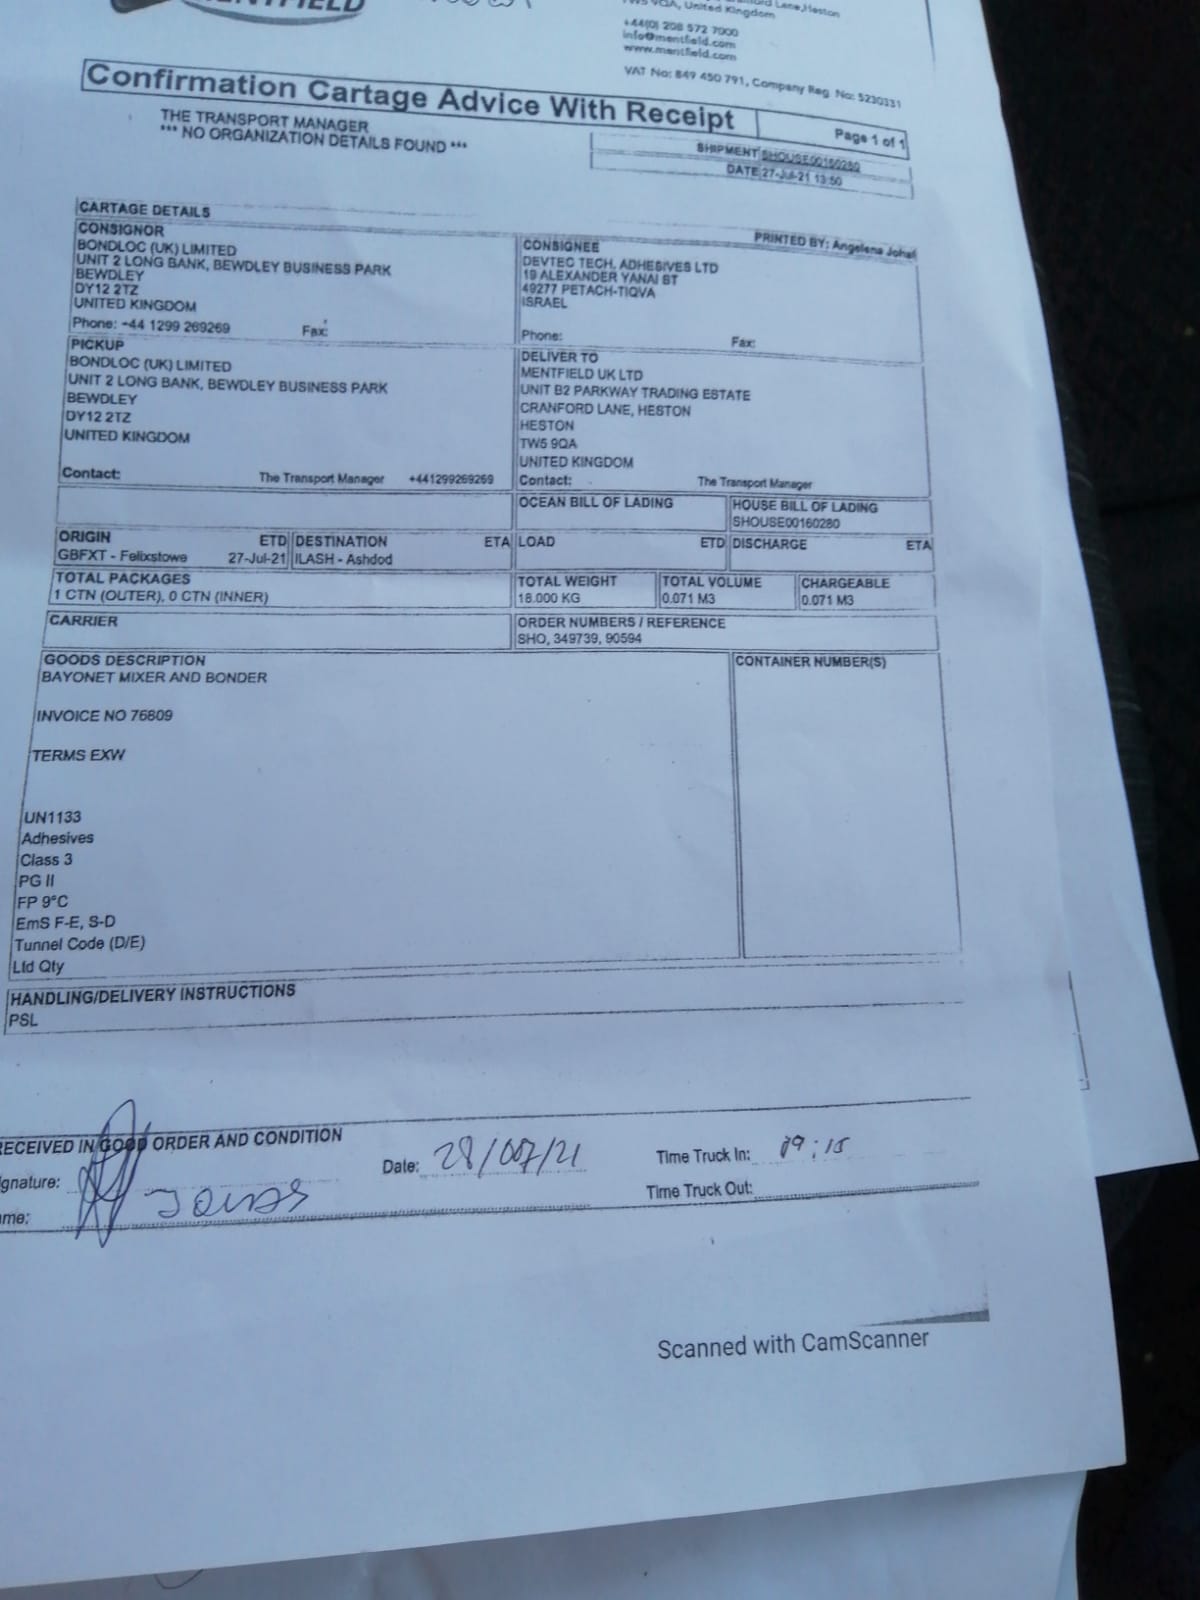 MENTFIELD
Lane, Heston
TW5 9QA, United Kingdom
+44(0) 208 572 7000
info@mentfield.com
www.mentfield.com
VAT No: 849 450 791, Company Reg. No: 5230331
Confirmation Cartage Advice With Receipt
Page 1 of 1
THE TRANSPORT MANAGER
*** NO ORGANIZATION DETAILS FOUND ***
SHIPMENT SHOUSE00160280
DATE 27-Jul-21 13:50
CARTAGE DETAILS
PRINTED BY: Angelena Johal
CONSIGNOR
BONDLOC (UK) LIMITED
UNIT 2 LONG BANK, BEWDLEY BUSINESS PARK
BEWDLEY
DY12 2TZ
UNITED KINGDOM
Phone: +44 1299 269269 Fax:
CONSIGNEE
DEVTEC TECH. ADHESIVES LTD
19 ALEXANDER YANAI ST
49277 PETACH-TIQVA
ISRAEL
Phone: Fax:
PICKUP
BONDLOC (UK) LIMITED
UNIT 2 LONG BANK, BEWDLEY BUSINESS PARK
BEWDLEY
DY12 2TZ
UNITED KINGDOM
Contact: The Transport Manager +441299269269
DELIVER TO
MENTFIELD UK LTD
UNIT B2 PARKWAY TRADING ESTATE
CRANFORD LANE, HESTON
HESTON
TW5 9QA
UNITED KINGDOM
Contact: The Transport Manager
OCEAN BILL OF LADING
HOUSE BILL OF LADING
SHOUSE00160280
ORIGIN ETD DESTINATION ETA LOAD ETD DISCHARGE ETA
GBFXT - Felixstowe 27-Jul-21 ILASH - Ashdod
TOTAL PACKAGES TOTAL WEIGHT TOTAL VOLUME CHARGEABLE
1 CTN (OUTER), 0 CTN (INNER) 18.000 KG 0.071 M3 0.071 M3
CARRIER ORDER NUMBERS / REFERENCE
SHO, 349739, 90594
GOODS DESCRIPTION CONTAINER NUMBER(S)
BAYONET MIXER AND BONDER
INVOICE NO 76809
TERMS EXW
UN1133
Adhesives
Class 3
PG II
FP 9°C
EmS F-E, S-D
Tunnel Code (D/E)
Ltd Qty
HANDLING/DELIVERY INSTRUCTIONS
PSL
RECEIVED IN GOOD ORDER AND CONDITION
ignature: Date: 28/007/21 Time Truck In: 09:15
ame: Time Truck Out:
Scanned with CamScanner